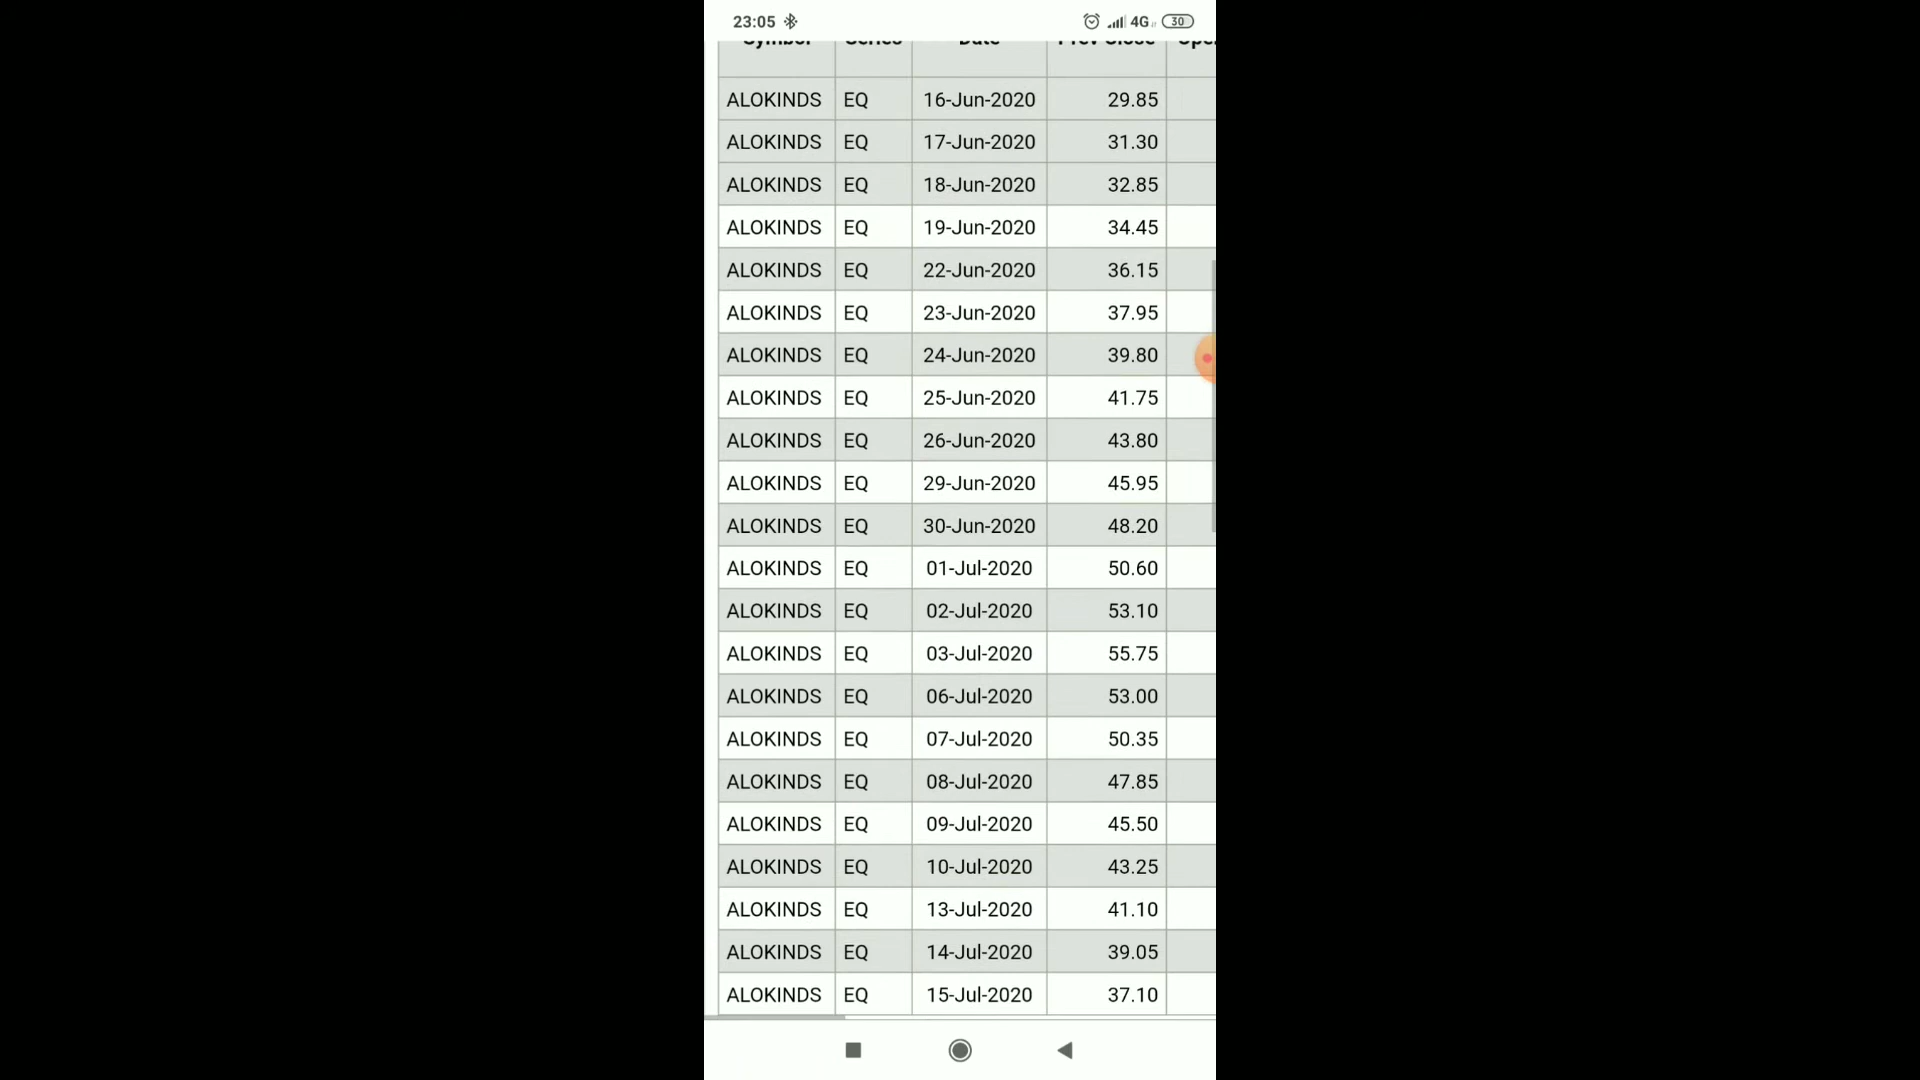 23:05 4G 30
Symbol Series Date Prev Close
ALOKINDS EQ 16-Jun-2020 29.85
ALOKINDS EQ 17-Jun-2020 31.30
ALOKINDS EQ 18-Jun-2020 32.85
ALOKINDS EQ 19-Jun-2020 34.45
ALOKINDS EQ 22-Jun-2020 36.15
ALOKINDS EQ 23-Jun-2020 37.95
ALOKINDS EQ 24-Jun-2020 39.80
ALOKINDS EQ 25-Jun-2020 41.75
ALOKINDS EQ 26-Jun-2020 43.80
ALOKINDS EQ 29-Jun-2020 45.95
ALOKINDS EQ 30-Jun-2020 48.20
ALOKINDS EQ 01-Jul-2020 50.60
ALOKINDS EQ 02-Jul-2020 53.10
ALOKINDS EQ 03-Jul-2020 55.75
ALOKINDS EQ 06-Jul-2020 53.00
ALOKINDS EQ 07-Jul-2020 50.35
ALOKINDS EQ 08-Jul-2020 47.85
ALOKINDS EQ 09-Jul-2020 45.50
ALOKINDS EQ 10-Jul-2020 43.25
ALOKINDS EQ 13-Jul-2020 41.10
ALOKINDS EQ 14-Jul-2020 39.05
ALOKINDS EQ 15-Jul-2020 37.10